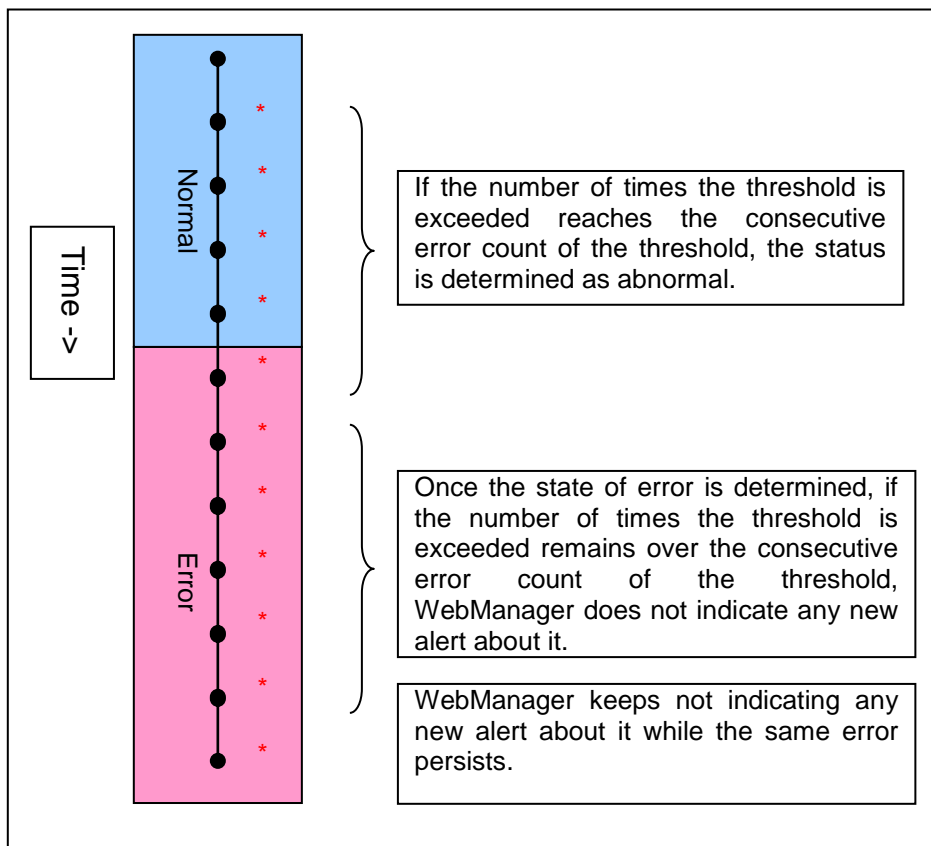 Time ->
Normal
*
*
*
*
Error
*
*
*
*
*
*
*
If the number of times the threshold is
exceeded reaches the consecutive
error count of the threshold, the status
is determined as abnormal.
Once the state of error is determined, if
the number of times the threshold is
exceeded remains over the consecutive
error count of the threshold,
WebManager does not indicate any new
alert about it.
WebManager keeps not indicating any
new alert about it while the same error
persists.